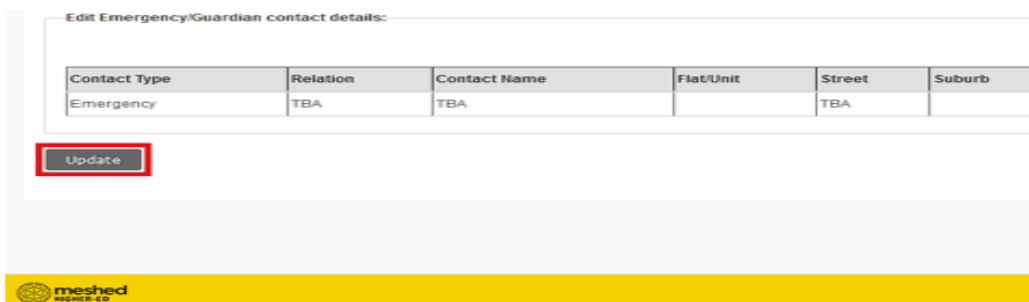 Edit Emergency/Guardian contact details:
Contact Type Relation Contact Name Flat/Unit Street Suburb
Emergency TBA TBA TBA
Update
meshed
HIGHER-ED